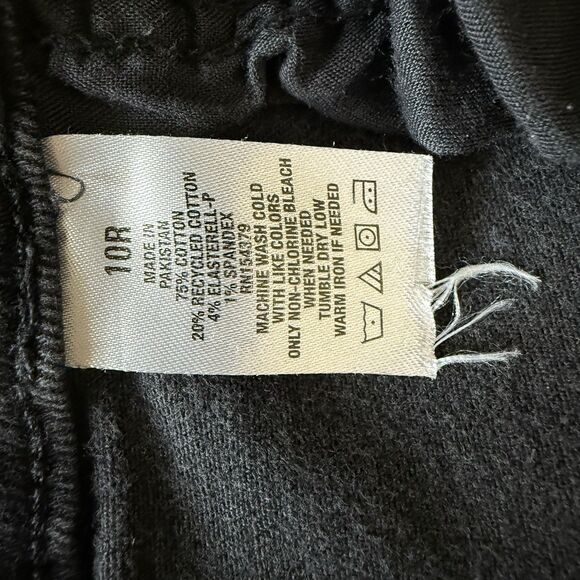 10R
MADE IN
PAKISTAN
75% COTTON
20% RECYCLED COTTON
4% ELASTERELL-P
1% SPANDEX
RN154379
MACHINE WASH COLD
WITH LIKE COLORS
ONLY NON-CHLORINE BLEACH
WHEN NEEDED
TUMBLE DRY LOW
WARM IRON IF NEEDED